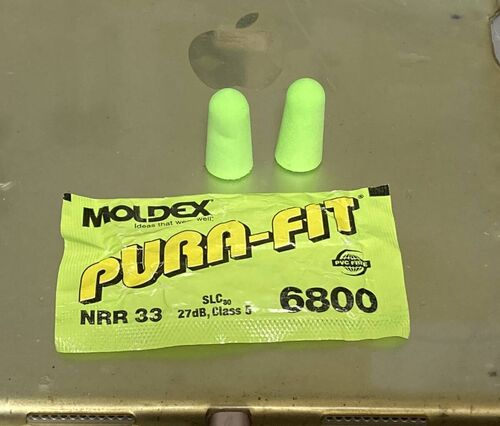 MOLDEX®
Ideas that wear well.
PURA-FIT®
PVC FREE
NRR 33
SLC80
27dB, Class 5
6800